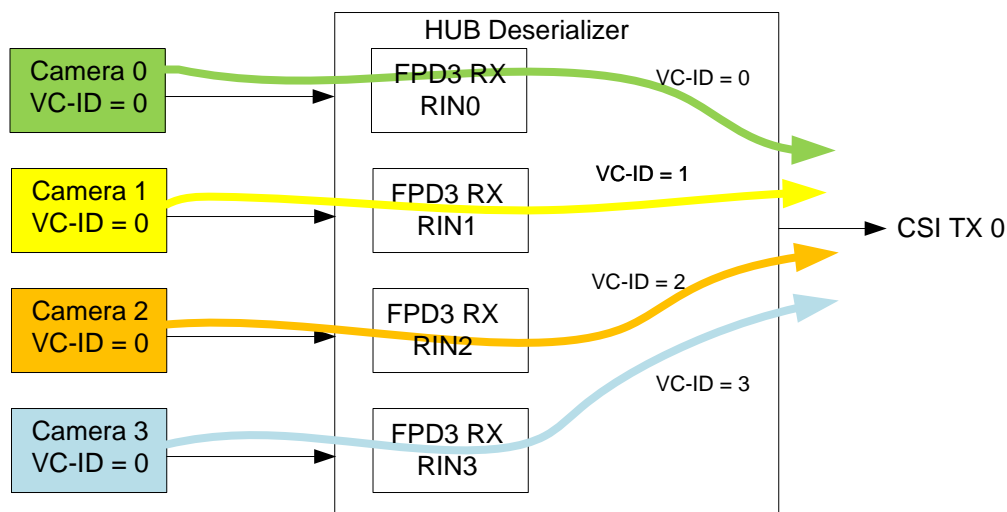 HUB Deserializer
Camera 0
VC-ID = 0
FPD3 RX
RIN0
VC-ID = 0
Camera 1
VC-ID = 0
FPD3 RX
RIN1
VC-ID = 1
CSI TX 0
Camera 2
VC-ID = 0
FPD3 RX
RIN2
VC-ID = 2
Camera 3
VC-ID = 0
FPD3 RX
RIN3
VC-ID = 3